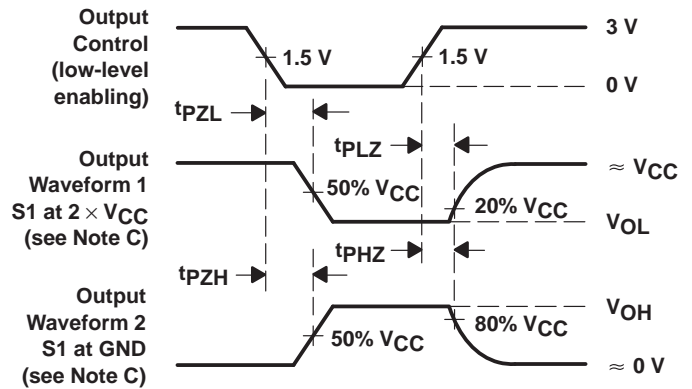 Output
Control
(low-level
enabling)
1.5 V
1.5 V
3 V
0 V
tPZL
tPLZ
Output
Waveform 1
S1 at 2 × VCC
(see Note C)
50% VCC
20% VCC
≈ VCC
VOL
tPZH
tPHZ
Output
Waveform 2
S1 at GND
(see Note C)
50% VCC
80% VCC
VOH
≈ 0 V